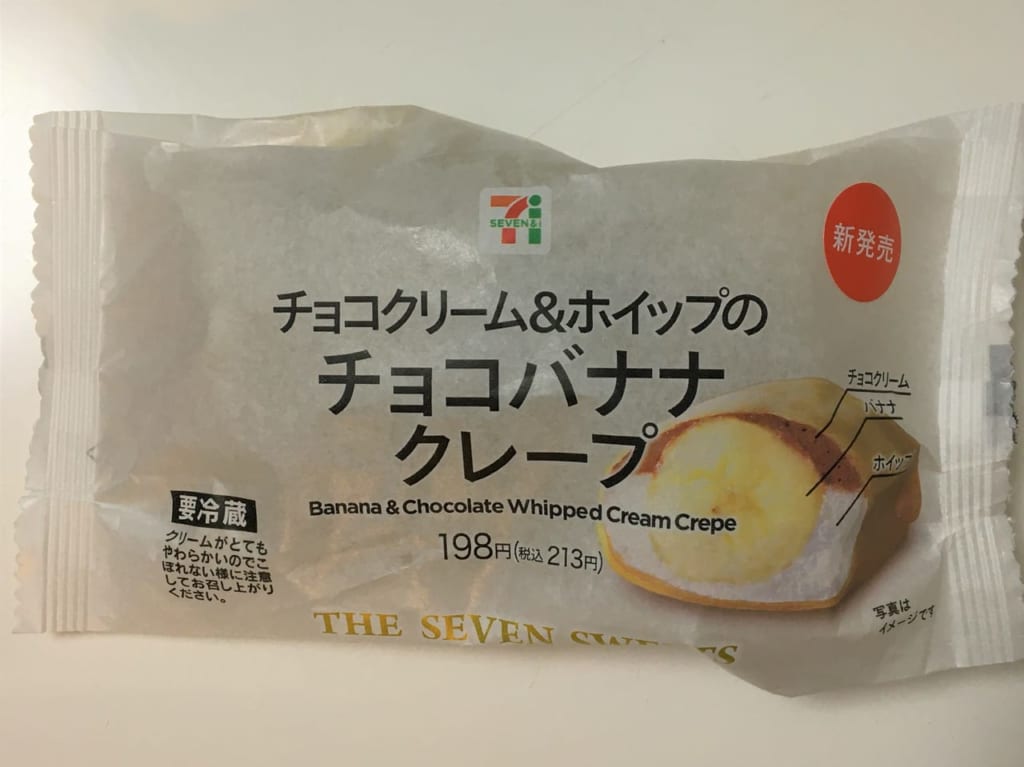 SEVEN&i
新発売
チョコクリーム&ホイップの
チョコバナナ
クレープ
Banana & Chocolate Whipped Cream Crepe
198円(税込 213円)
チョコクリーム
バナナ
ホイップ
要冷蔵
クリームがとても
やわらかいのでこ
ぼれない様に注意
してお召し上がり
ください。
写真は
イメージです
THE SEVEN SWEETS